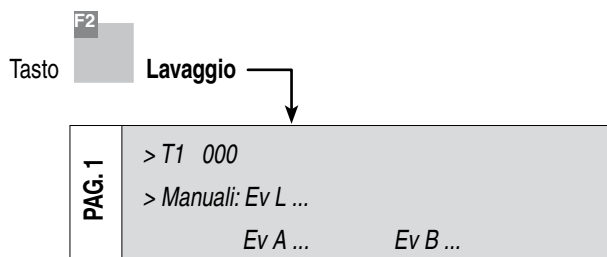 F2
Tasto Lavaggio
PAG. 1
> T1 000
> Manuali: Ev L ...
Ev A ... Ev B ...